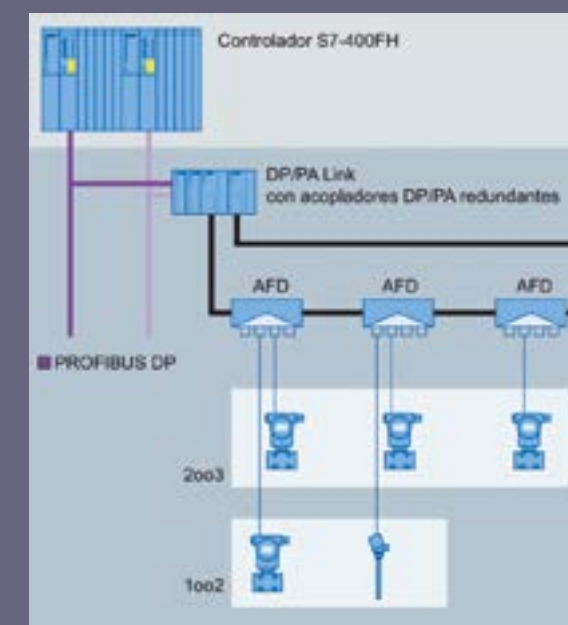 Controlador S7-400FH
DP/PA Link
con acopladores DP/PA redundantes
AFD
AFD
AFD
PROFIBUS DP
2oo3
1oo2